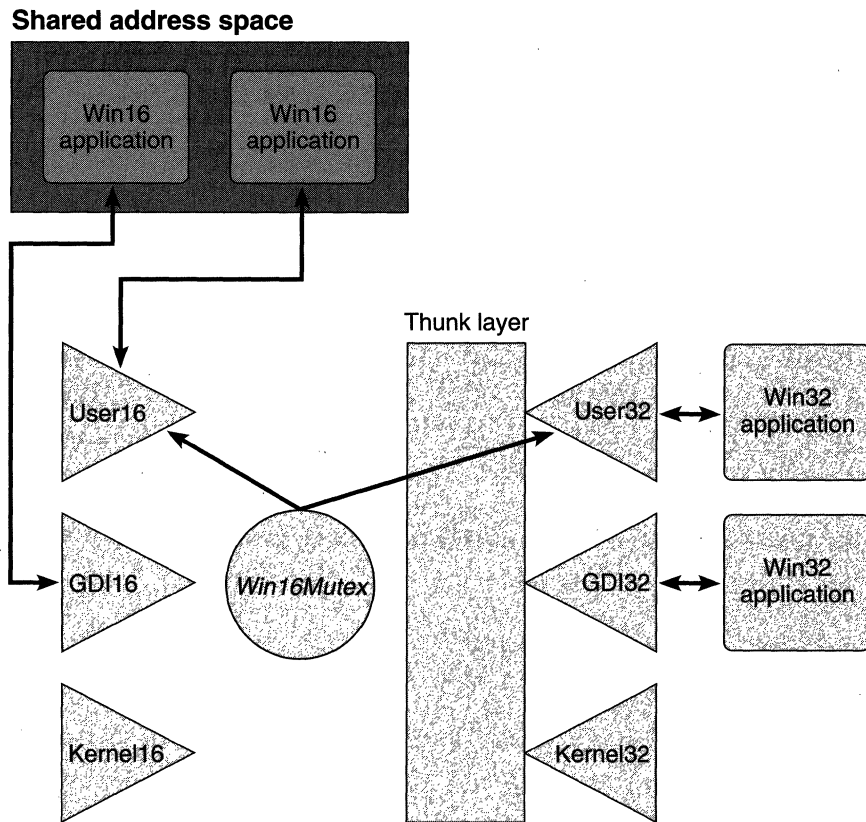 Shared address space
Win16
application
Win16
application
Thunk layer
User16
User32
Win32
application
GDI16
Win16Mutex
GDI32
Win32
application
Kernel16
Kernel32